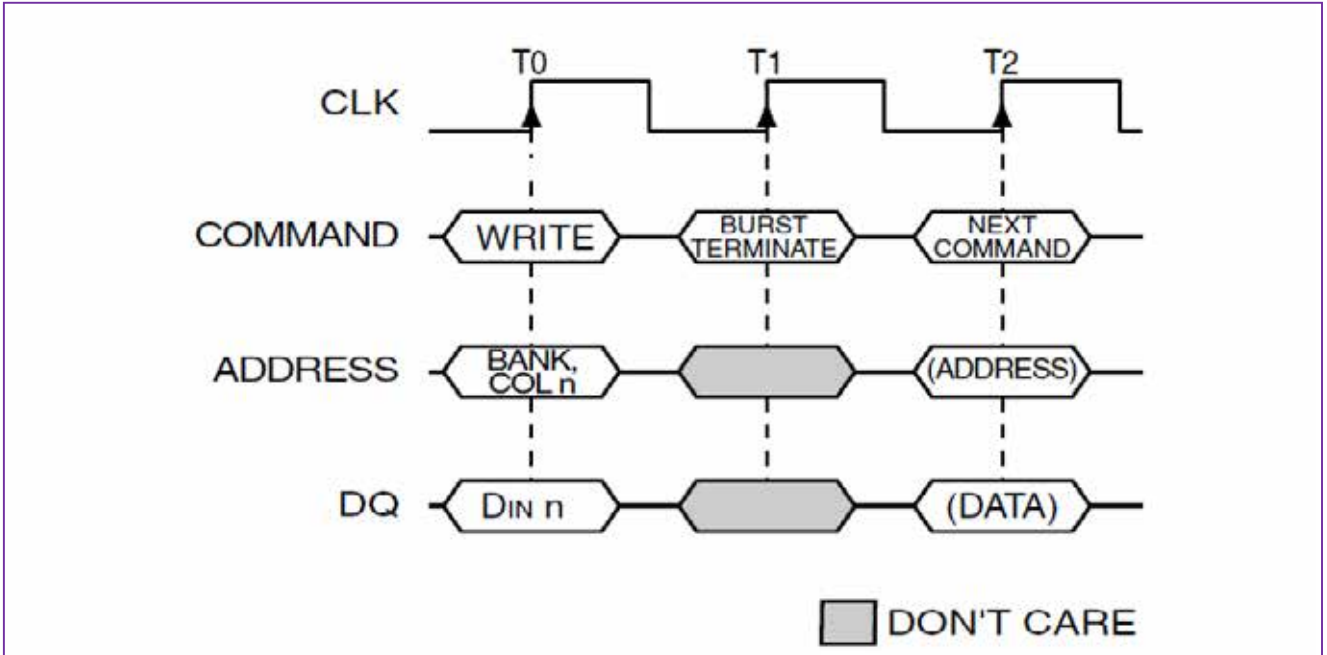 T0 T1 T2
CLK
COMMAND WRITE BURST TERMINATE NEXT COMMAND
ADDRESS BANK, COL n (ADDRESS)
DQ DIN n (DATA)
DON'T CARE